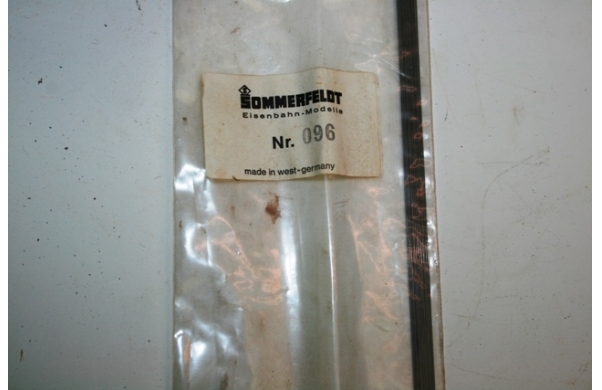 SOMMERFELDT
Eisenbahn-Modelle
Nr. 096
made in west-germany